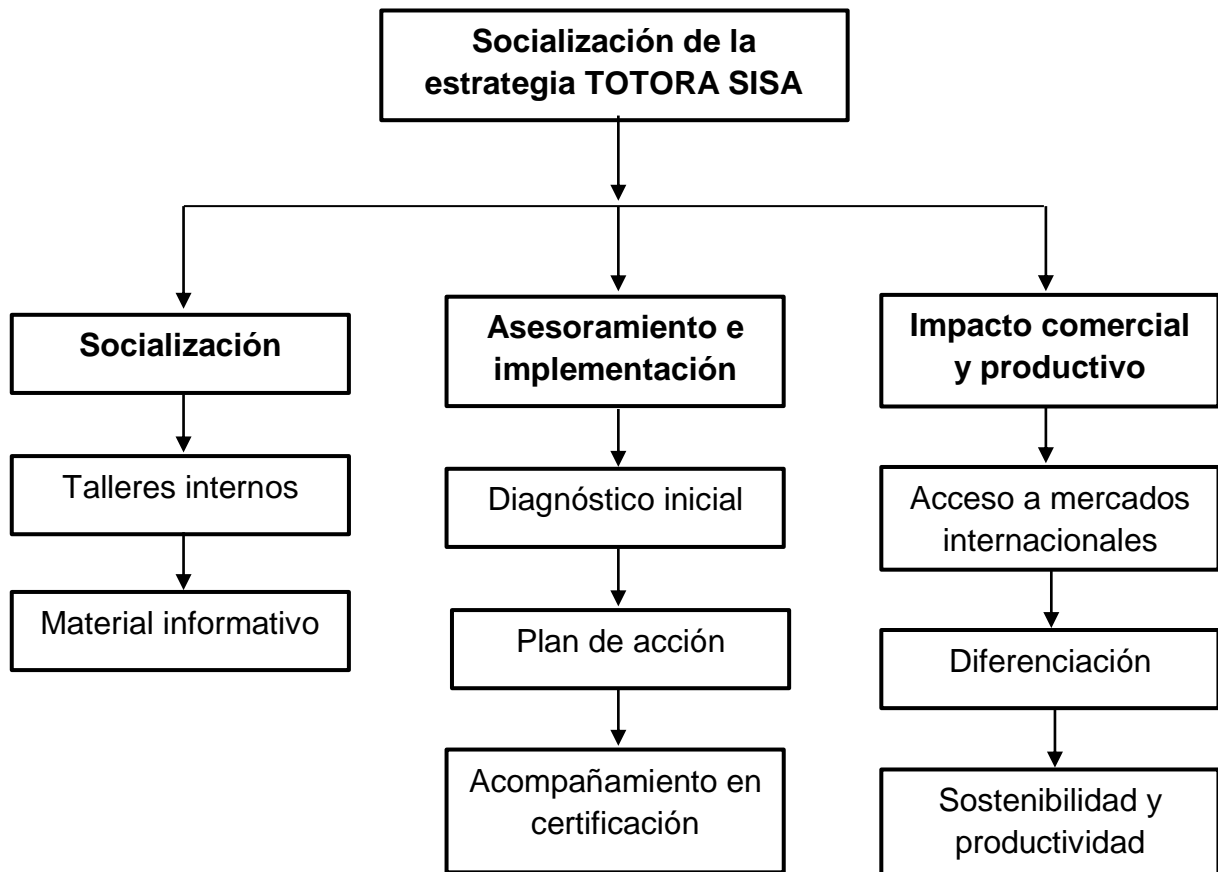 Socialización de la
estrategia TOTORA SISA
Socialización
Talleres internos
Material informativo
Asesoramiento e
implementación
Diagnóstico inicial
Plan de acción
Acompañamiento en
certificación
Impacto comercial
y productivo
Acceso a mercados
internacionales
Diferenciación
Sostenibilidad y
productividad